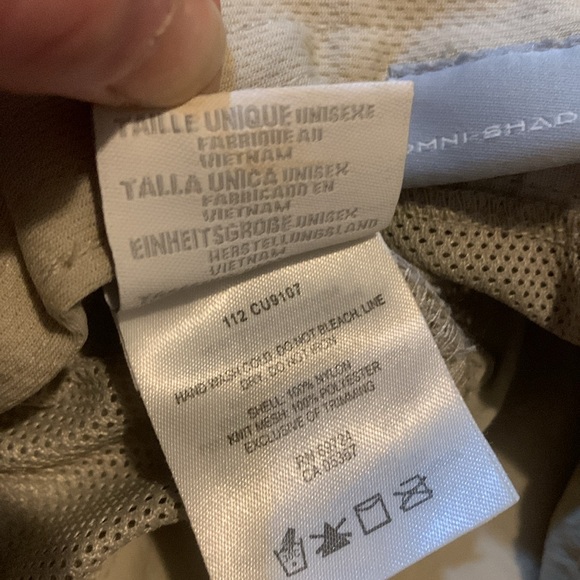 TAILLE UNIQUE UNISEXE
FABRIQUE AU
VIETNAM
TALLA UNICA UNISEX
FABRICADO EN
VIETNAM
EINHEITSGRÖßE UNISEX
HERSTELLUNGSLAND
VIETNAM
OMNI-SHAD
112 CU9107
HAND WASH COLD, DO NOT BLEACH, LINE
DRY, DO NOT IRON
SHELL: 100% NYLON
KNIT MESH: 100% POLYESTER
EXCLUSIVE OF TRIMMING
RN 69724
CA 05367